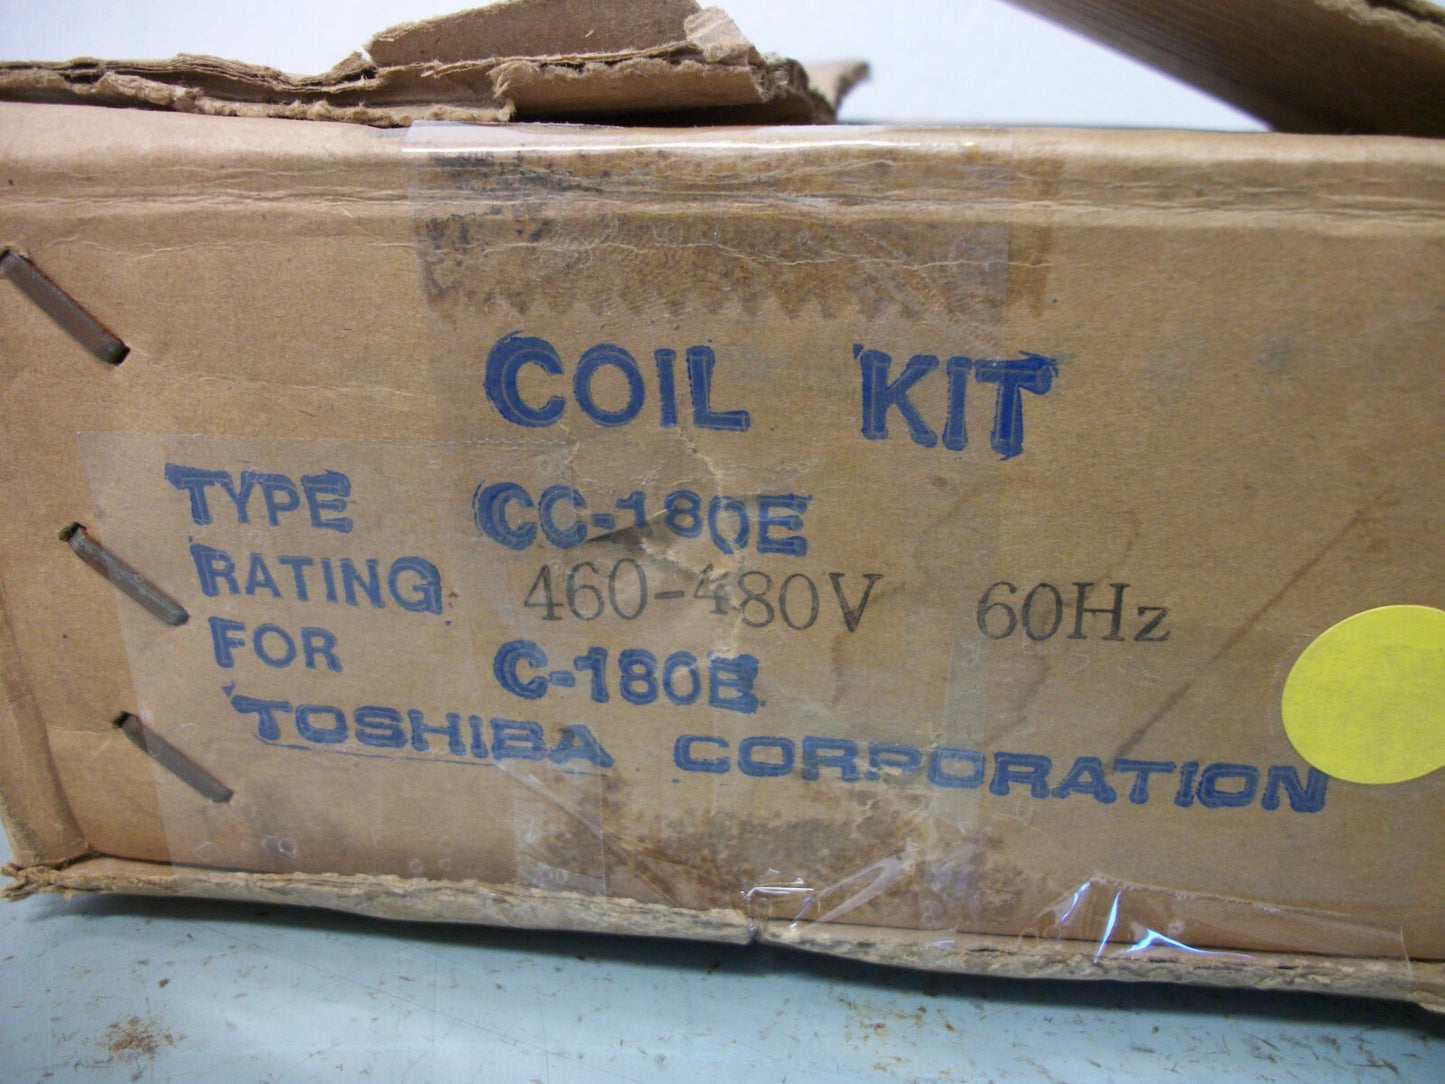 COIL KIT
TYPE CC-180E
RATING 460-480V 60Hz
FOR C-180E
TOSHIBA CORPORATION